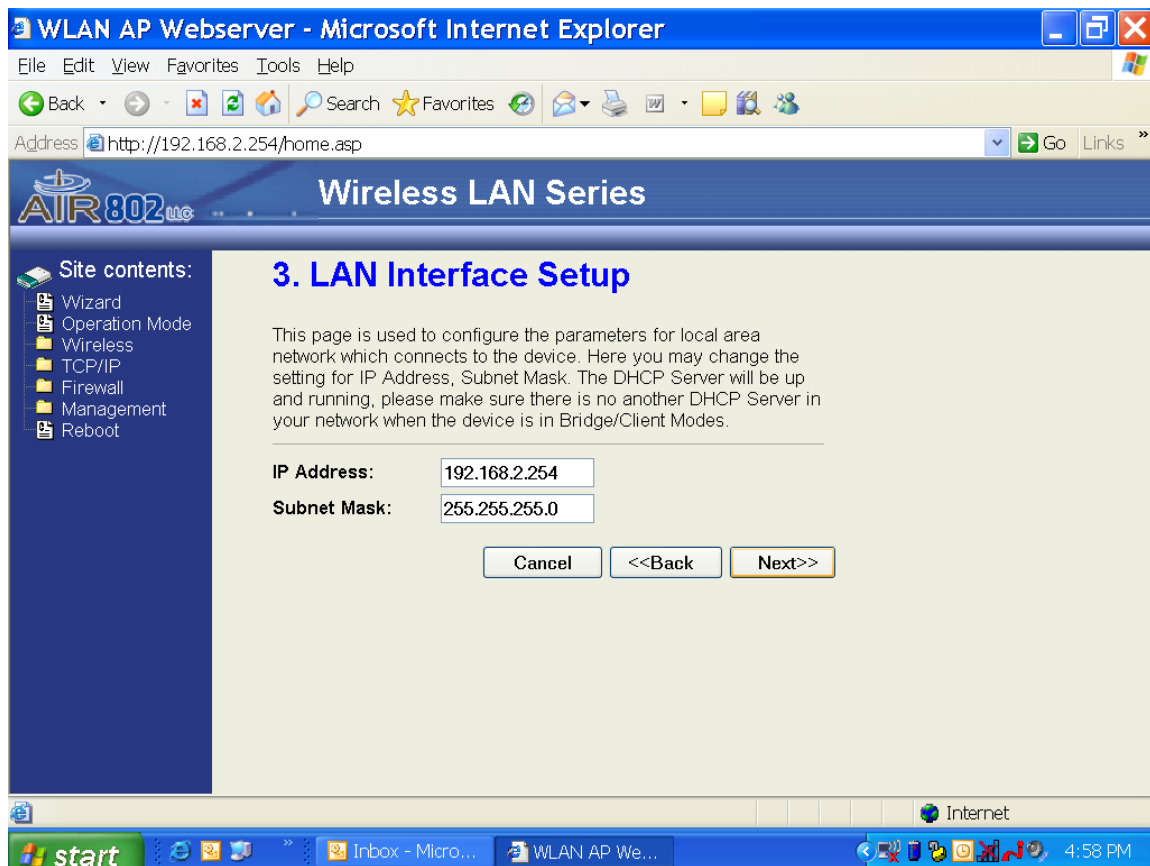 WLAN AP Webserver - Microsoft Internet Explorer
File Edit View Favorites Tools Help
Back Search Favorites
Address http://192.168.2.254/home.asp Go Links »
AIR802 LLC Wireless LAN Series
Site contents:
Wizard
Operation Mode
Wireless
TCP/IP
Firewall
Management
Reboot
3. LAN Interface Setup
This page is used to configure the parameters for local area
network which connects to the device. Here you may change the
setting for IP Address, Subnet Mask. The DHCP Server will be up
and running, please make sure there is no another DHCP Server in
your network when the device is in Bridge/Client Modes.
IP Address: 192.168.2.254
Subnet Mask: 255.255.255.0
Cancel <<Back Next>>
Internet
start » Inbox - Micro... WLAN AP We... 4:58 PM